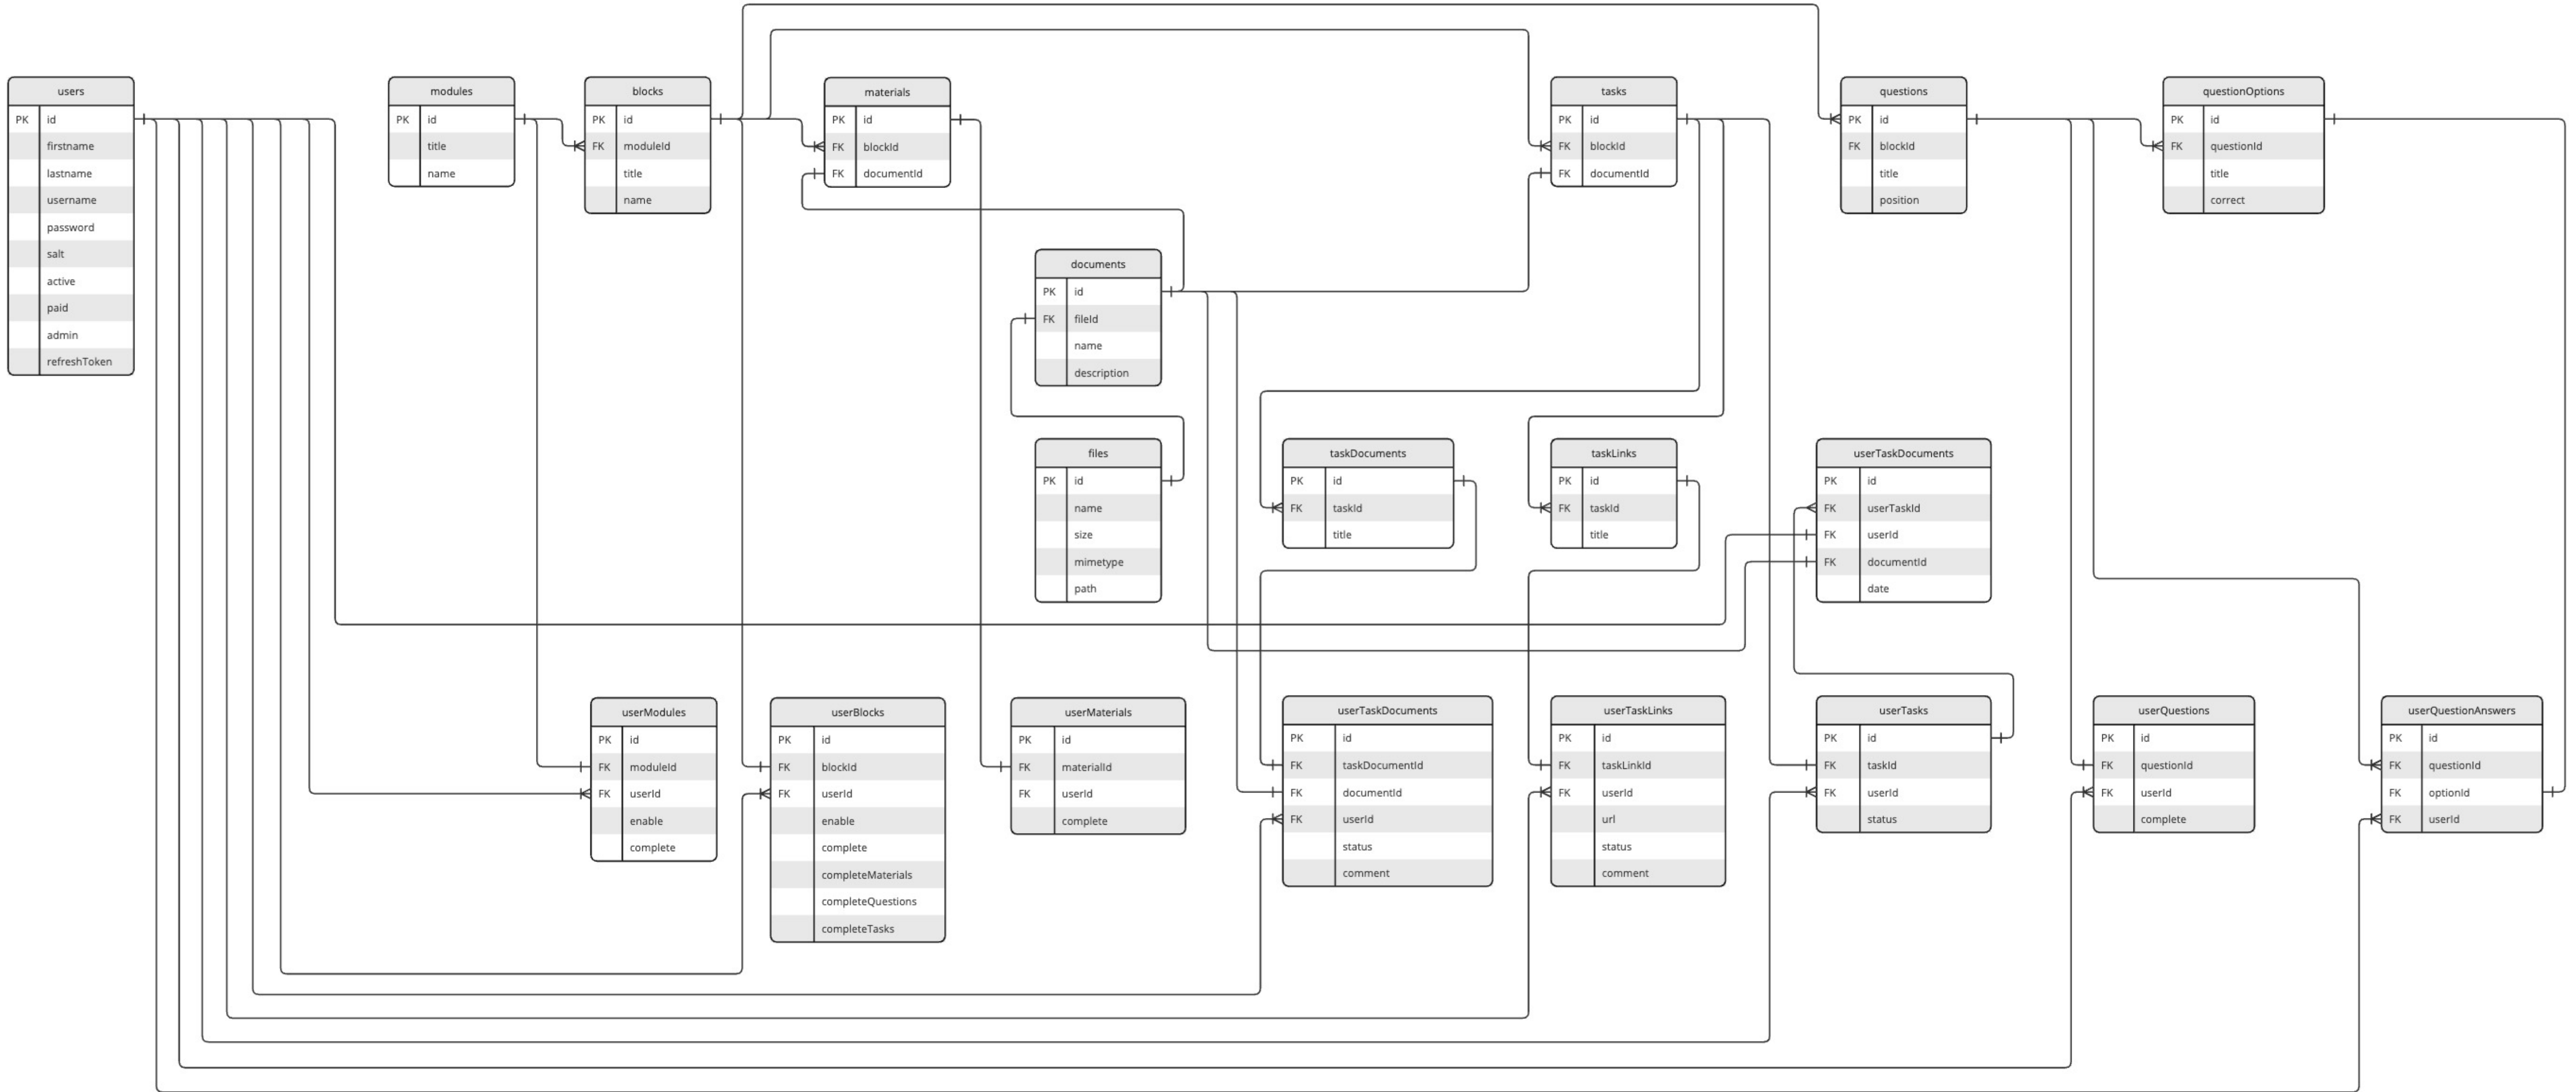 users
PK id
firstname
lastname
username
password
salt
active
paid
admin
refreshToken
modules
PK id
title
name
blocks
PK id
FK moduleId
title
name
materials
PK id
FK blockId
FK documentId
tasks
PK id
FK blockId
FK documentId
questions
PK id
FK blockId
title
position
questionOptions
PK id
FK questionId
title
correct
documents
PK id
FK fileId
name
description
files
PK id
name
size
mimetype
path
taskDocuments
PK id
FK taskId
title
taskLinks
PK id
FK taskId
title
userTaskDocuments
PK id
FK userTaskId
FK userId
FK documentId
date
userModules
PK id
FK moduleId
FK userId
enable
complete
userBlocks
PK id
FK blockId
FK userId
enable
complete
completeMaterials
completeQuestions
completeTasks
userMaterials
PK id
FK materialId
FK userId
complete
userTaskDocuments
PK id
FK taskDocumentId
FK documentId
FK userId
status
comment
userTaskLinks
PK id
FK taskLinkId
FK userId
FK url
status
comment
userTasks
PK id
FK taskId
FK userId
status
userQuestions
PK id
FK questionId
FK userId
complete
userQuestionAnswers
PK id
FK questionId
FK optionId
FK userId